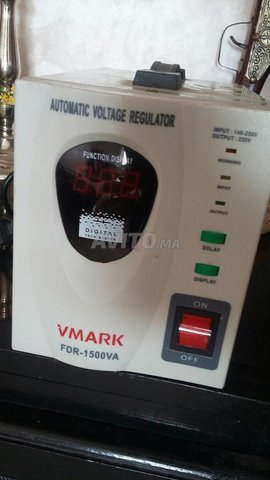 AUTOMATIC VOLTAGE REGULATOR
INPUT : 140-260V
OUTPUT : 220V
FUNCTION DISPLAY
WORKING
INPUT
OUTPUT
DIGITAL
AVITO.MA
DELAY
DISPLAY
ON
VMARK
FDR-1500VA
OFF